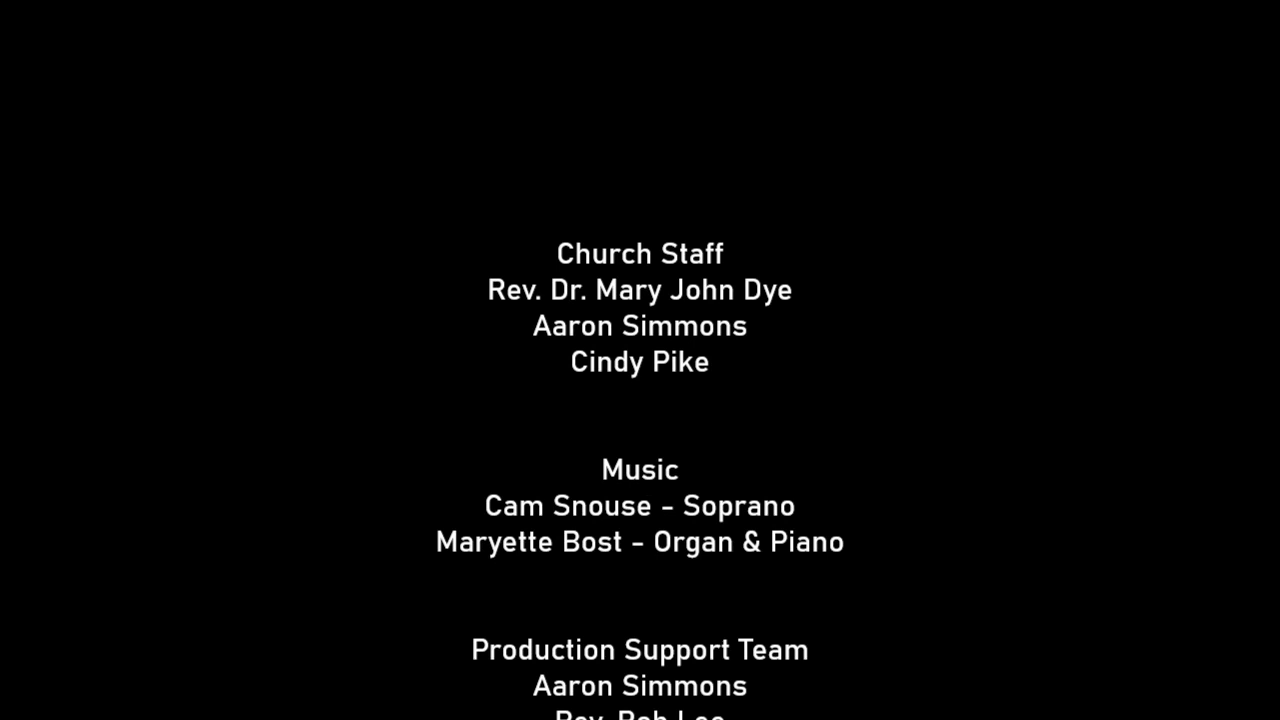 Church Staff
Rev. Dr. Mary John Dye
Aaron Simmons
Cindy Pike
Music
Cam Snouse - Soprano
Maryette Bost - Organ & Piano
Production Support Team
Aaron Simmons
Rev.